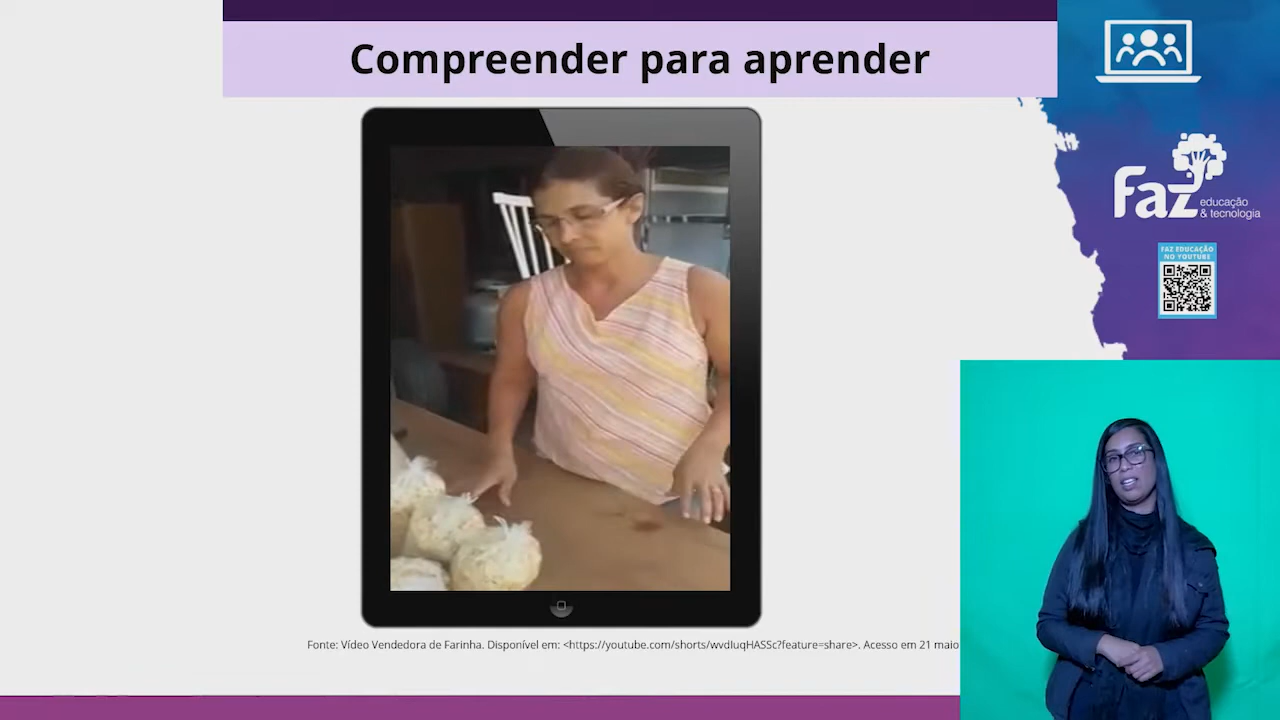 Compreender para aprender
Faz
educação
& tecnologia
FAZ EDUCAÇÃO
NO YOUTUBE
Fonte: Vídeo Vendedora de Farinha. Disponível em: <https://youtube.com/shorts/wvdIuqHASSc?feature=share>. Acesso em 21 maio